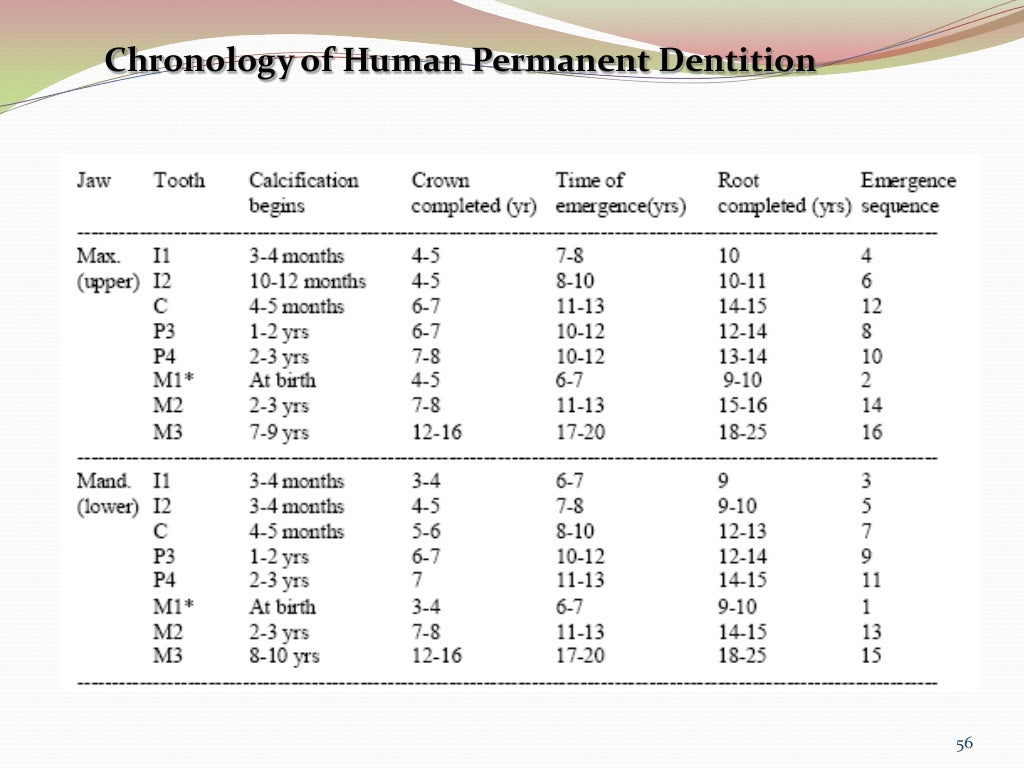 Chronology of Human Permanent Dentition
Jaw Tooth Calcification Crown Time of Root Emergence
begins completed (yr) emergence(yrs) completed (yrs) sequence
Max. I1 3-4 months 4-5 7-8 10 4
(upper) I2 10-12 months 4-5 8-10 10-11 6
C 4-5 months 6-7 11-13 14-15 12
P3 1-2 yrs 6-7 10-12 12-14 8
P4 2-3 yrs 7-8 10-12 13-14 10
M1* At birth 4-5 6-7 9-10 2
M2 2-3 yrs 7-8 11-13 15-16 14
M3 7-9 yrs 12-16 17-20 18-25 16
Mand. I1 3-4 months 3-4 6-7 9 3
(lower) I2 3-4 months 4-5 7-8 9-10 5
C 4-5 months 5-6 8-10 12-13 7
P3 1-2 yrs 6-7 10-12 12-14 9
P4 2-3 yrs 7 11-13 14-15 11
M1* At birth 3-4 6-7 9-10 1
M2 2-3 yrs 7-8 11-13 14-15 13
M3 8-10 yrs 12-16 17-20 18-25 15
56